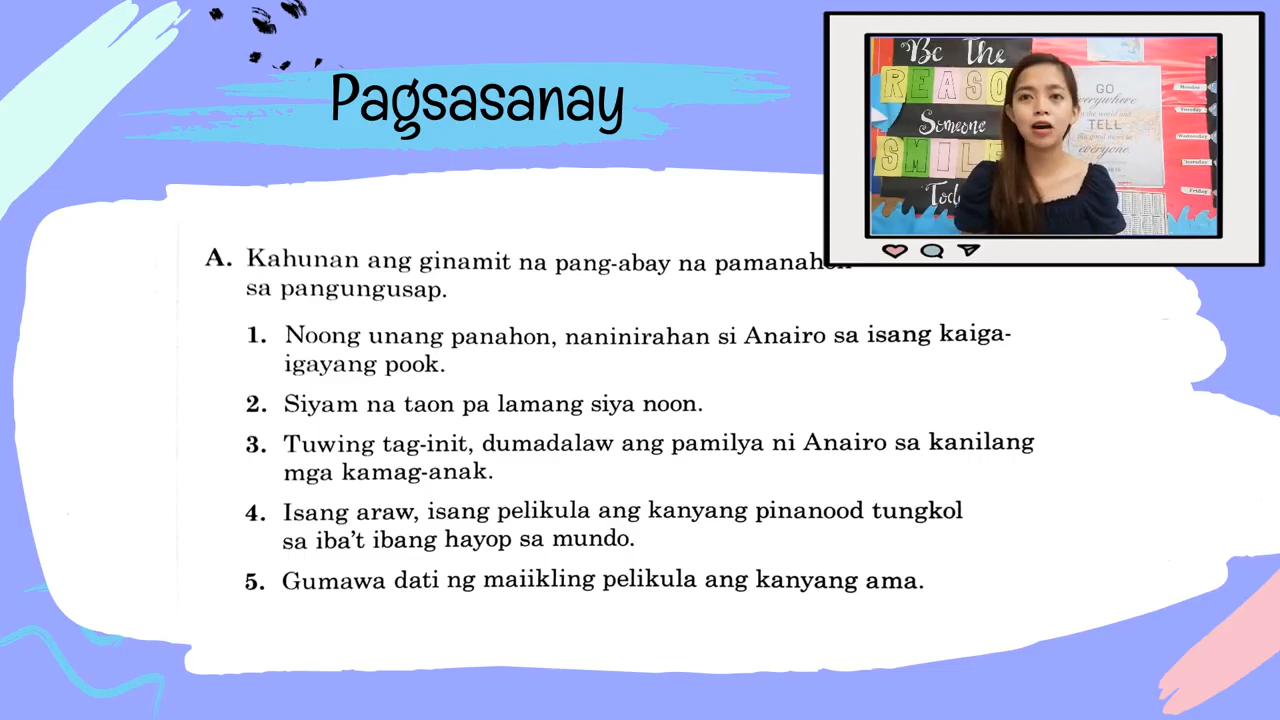 Pagsasanay
Be The
REASO
Someone
SMILE
GO
everywhere
TELL
everyone
Monday
Tuesday
Wednesday
Thursday
Friday
A. Kahunan ang ginamit na pang-abay na pamanahon
sa pangungusap.
1. Noong unang panahon, naninirahan si Anairo sa isang kaiga-
igayang pook.
2. Siyam na taon pa lamang siya noon.
3. Tuwing tag-init, dumadalaw ang pamilya ni Anairo sa kanilang
mga kamag-anak.
4. Isang araw, isang pelikula ang kanyang pinanood tungkol
sa iba't ibang hayop sa mundo.
5. Gumawa dati ng maiikling pelikula ang kanyang ama.